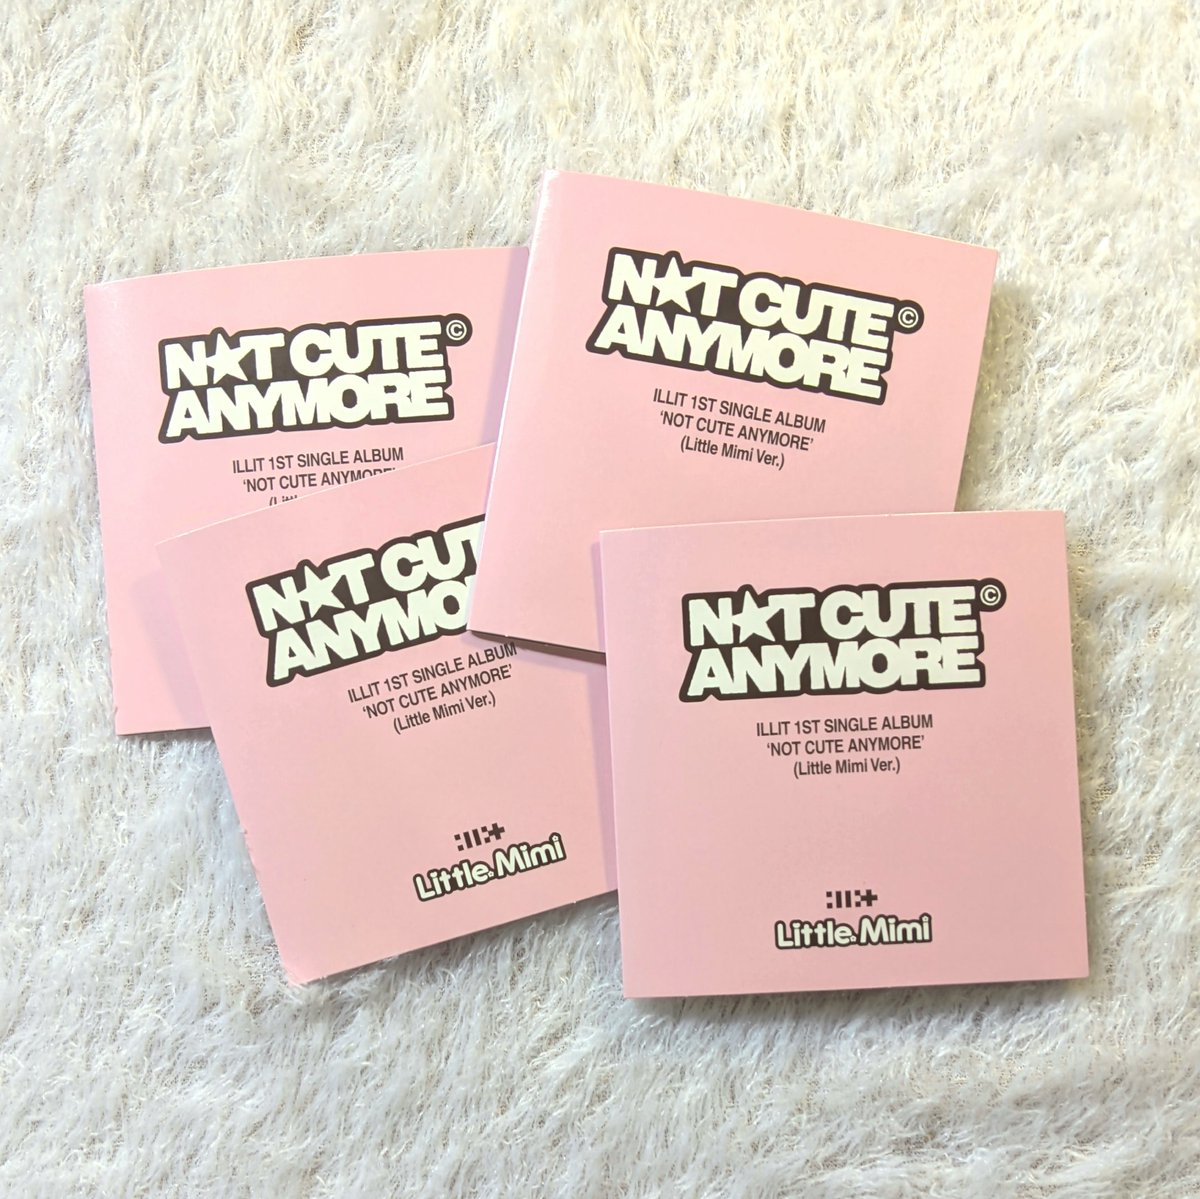 N★T CUTE ©
ANYMORE
ILLIT 1ST SINGLE ALBUM
‘NOT CUTE ANYMORE’
N★T CUTE ©
ANYMORE
ILLIT 1ST SINGLE ALBUM
‘NOT CUTE ANYMORE’
(Little Mimi Ver.)
N★T CUT
ANYMO
ILLIT 1ST SINGLE ALBUM
‘NOT CUTE ANYMORE’
(Little Mimi Ver.)
Little Mimi
N★T CUTE ©
ANYMORE
ILLIT 1ST SINGLE ALBUM
‘NOT CUTE ANYMORE’
(Little Mimi Ver.)
Little Mimi